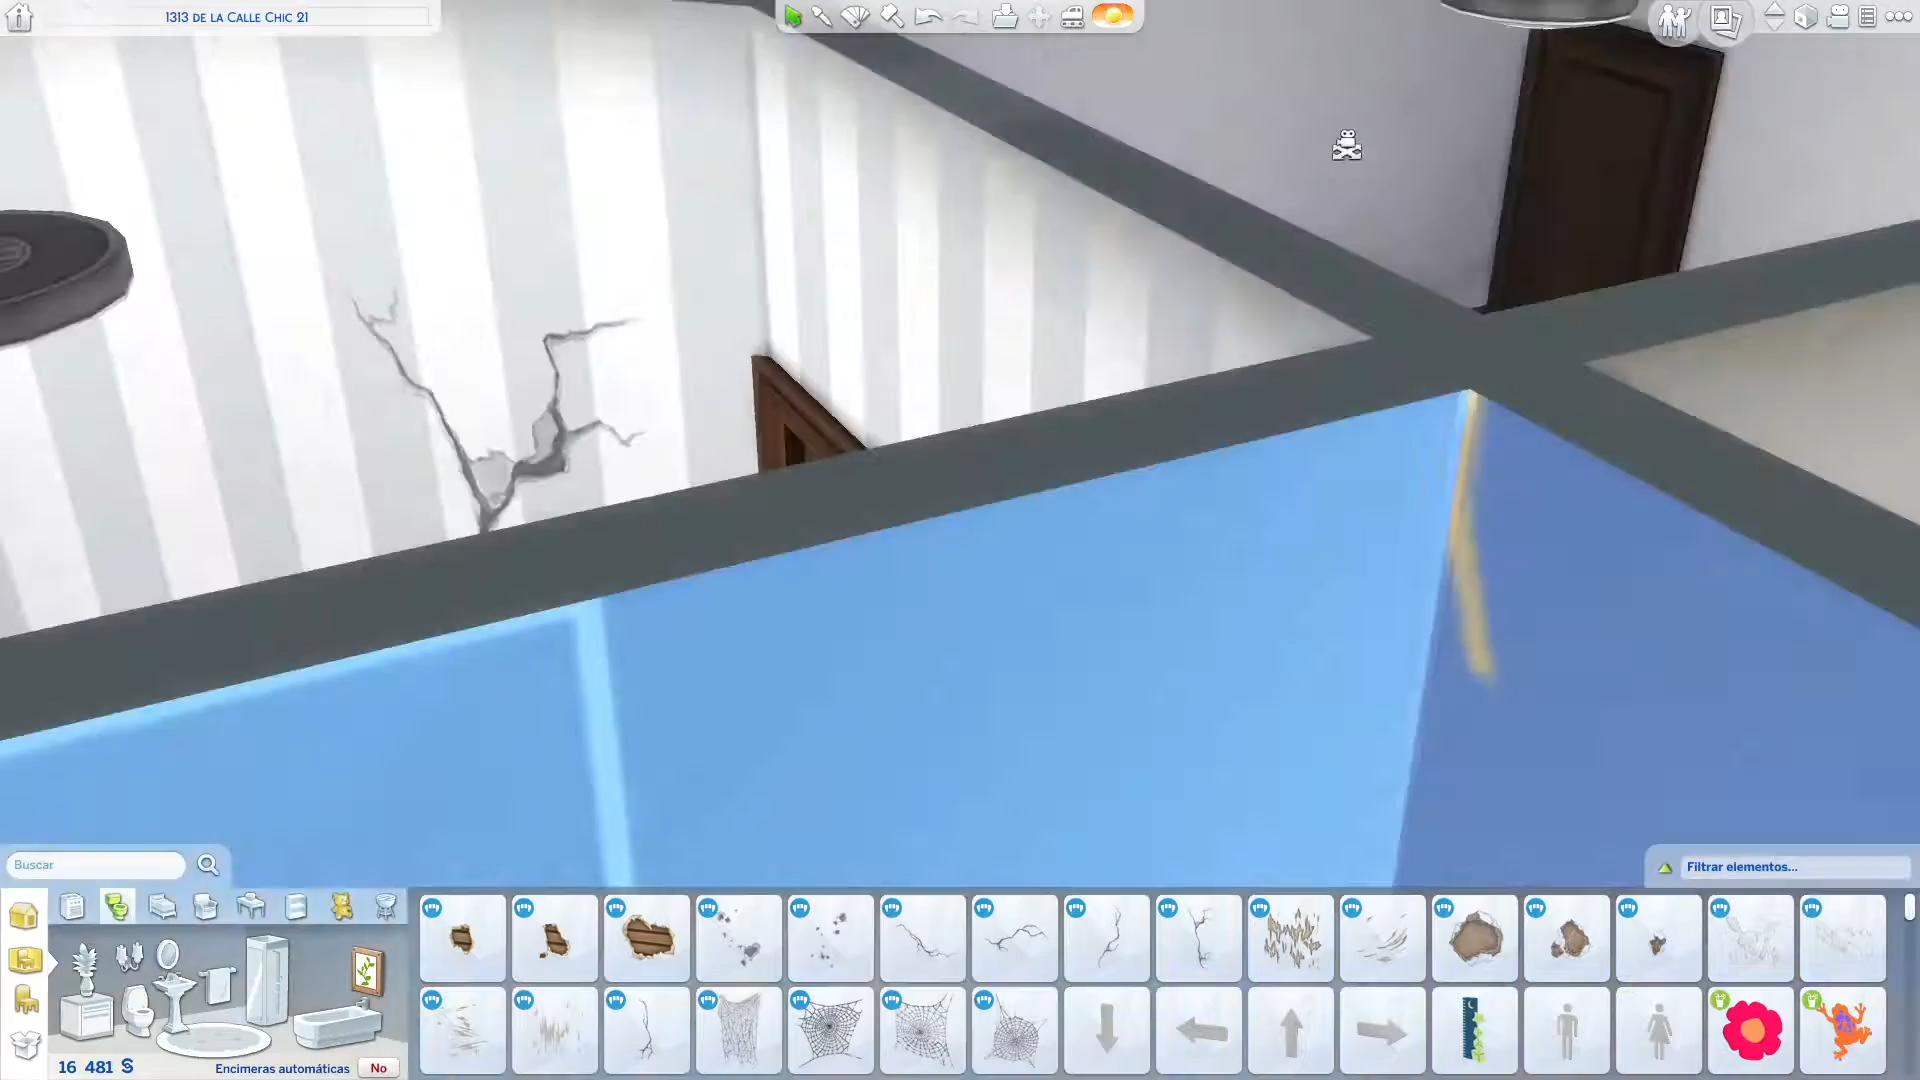 1313 DE LA CALLE CHIC 21
Buscar
Filtrar elementos...
16 481 S
Encimeras automáticas No